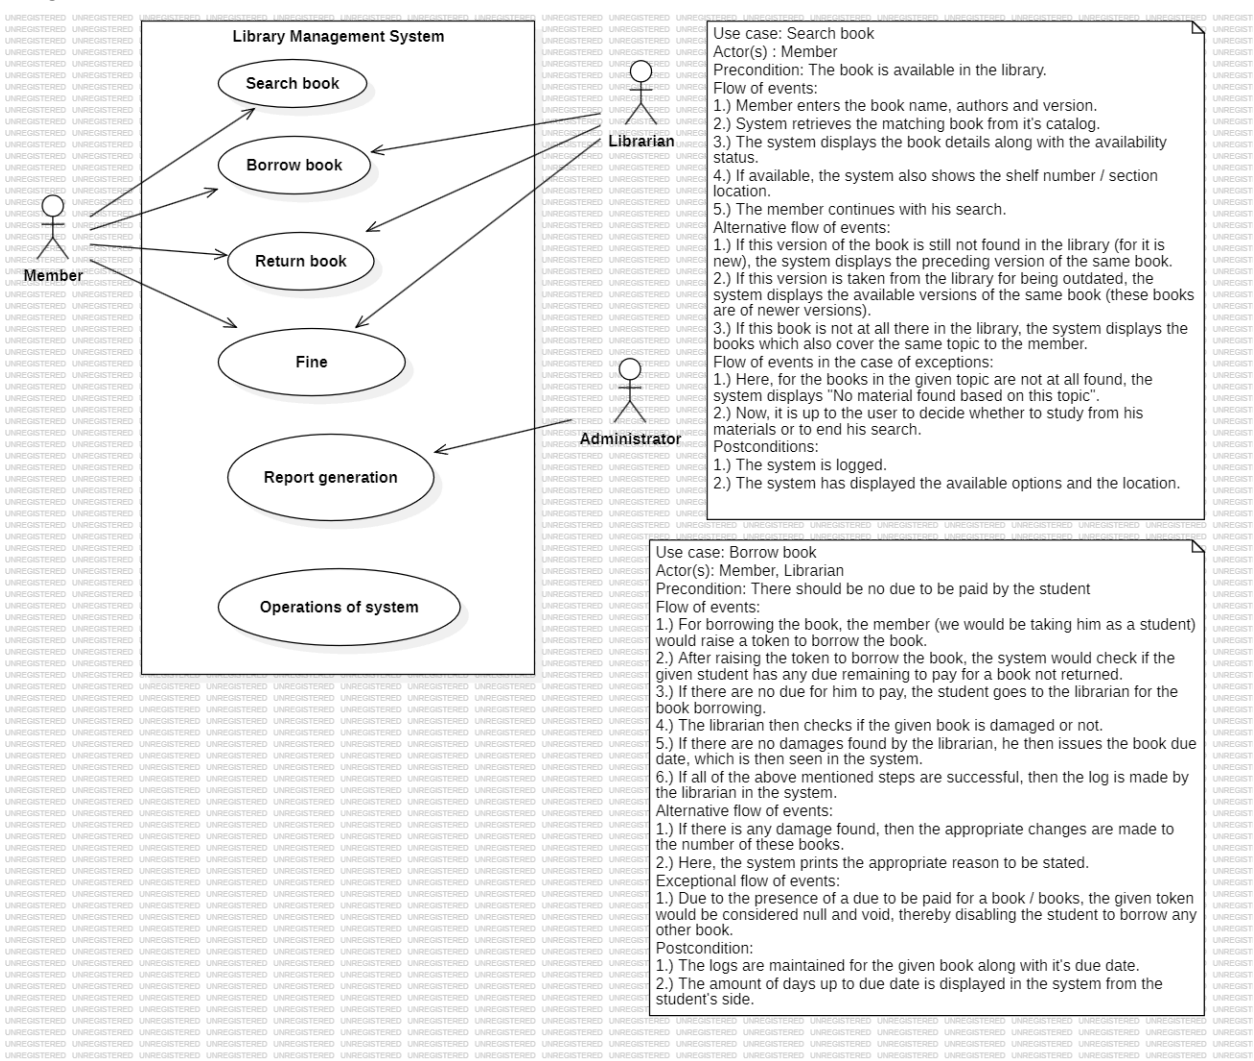 Library Management System
Search book
Borrow book
Return book
Fine
Report generation
Operations of system
Member
Librarian
Administrator
Use case: Search book
Actor(s) : Member
Precondition: The book is available in the library.
Flow of events:
1.) Member enters the book name, authors and version.
2.) System retrieves the matching book from it's catalog.
3.) The system displays the book details along with the availability
status.
4.) If available, the system also shows the shelf number / section
location.
5.) The member continues with his search.
Alternative flow of events:
1.) If this version of the book is still not found in the library (for it is
new), the system displays the preceding version of the same book.
2.) If this version is taken from the library for being outdated, the
system displays the available versions of the same book (these books
are of newer versions).
3.) If this book is not at all there in the library, the system displays the
books which also cover the same topic to the member.
Flow of events in the case of exceptions:
1.) Here, for the books in the given topic are not at all found, the
system displays "No material found based on this topic".
2.) Now, it is up to the user to decide whether to study from his
materials or to end his search.
Postconditions:
1.) The system is logged.
2.) The system has displayed the available options and the location.
Use case: Borrow book
Actor(s): Member, Librarian
Precondition: There should be no due to be paid by the student
Flow of events:
1.) For borrowing the book, the member (we would be taking him as a student)
would raise a token to borrow the book.
2.) After raising the token to borrow the book, the system would check if the
given student has any due remaining to pay for a book not returned.
3.) If there are no due for him to pay, the student goes to the librarian for the
book borrowing.
4.) The librarian then checks if the given book is damaged or not.
5.) If there are no damages found by the librarian, he then issues the book due
date, which is then seen in the system.
6.) If all of the above mentioned steps are successful, then the log is made by
the librarian in the system.
Alternative flow of events:
1.) If there is any damage found, then the appropriate changes are made to
the number of these books.
2.) Here, the system prints the appropriate reason to be stated.
Exceptional flow of events:
1.) Due to the presence of a due to be paid for a book / books, the given token
would be considered null and void, thereby disabling the student to borrow any
other book.
Postcondition:
1.) The logs are maintained for the given book along with it's due date.
2.) The amount of days up to due date is displayed in the system from the
student's side.
UNREGISTERED